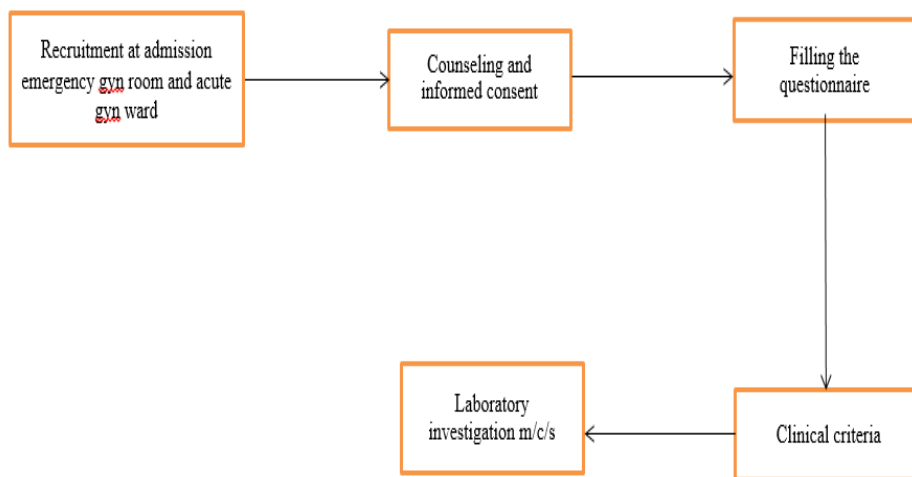 Recruitment at admission
emergency gyn room and acute
gyn ward
Counseling and
informed consent
Filling the
questionnaire
Clinical criteria
Laboratory
investigation m/c/s